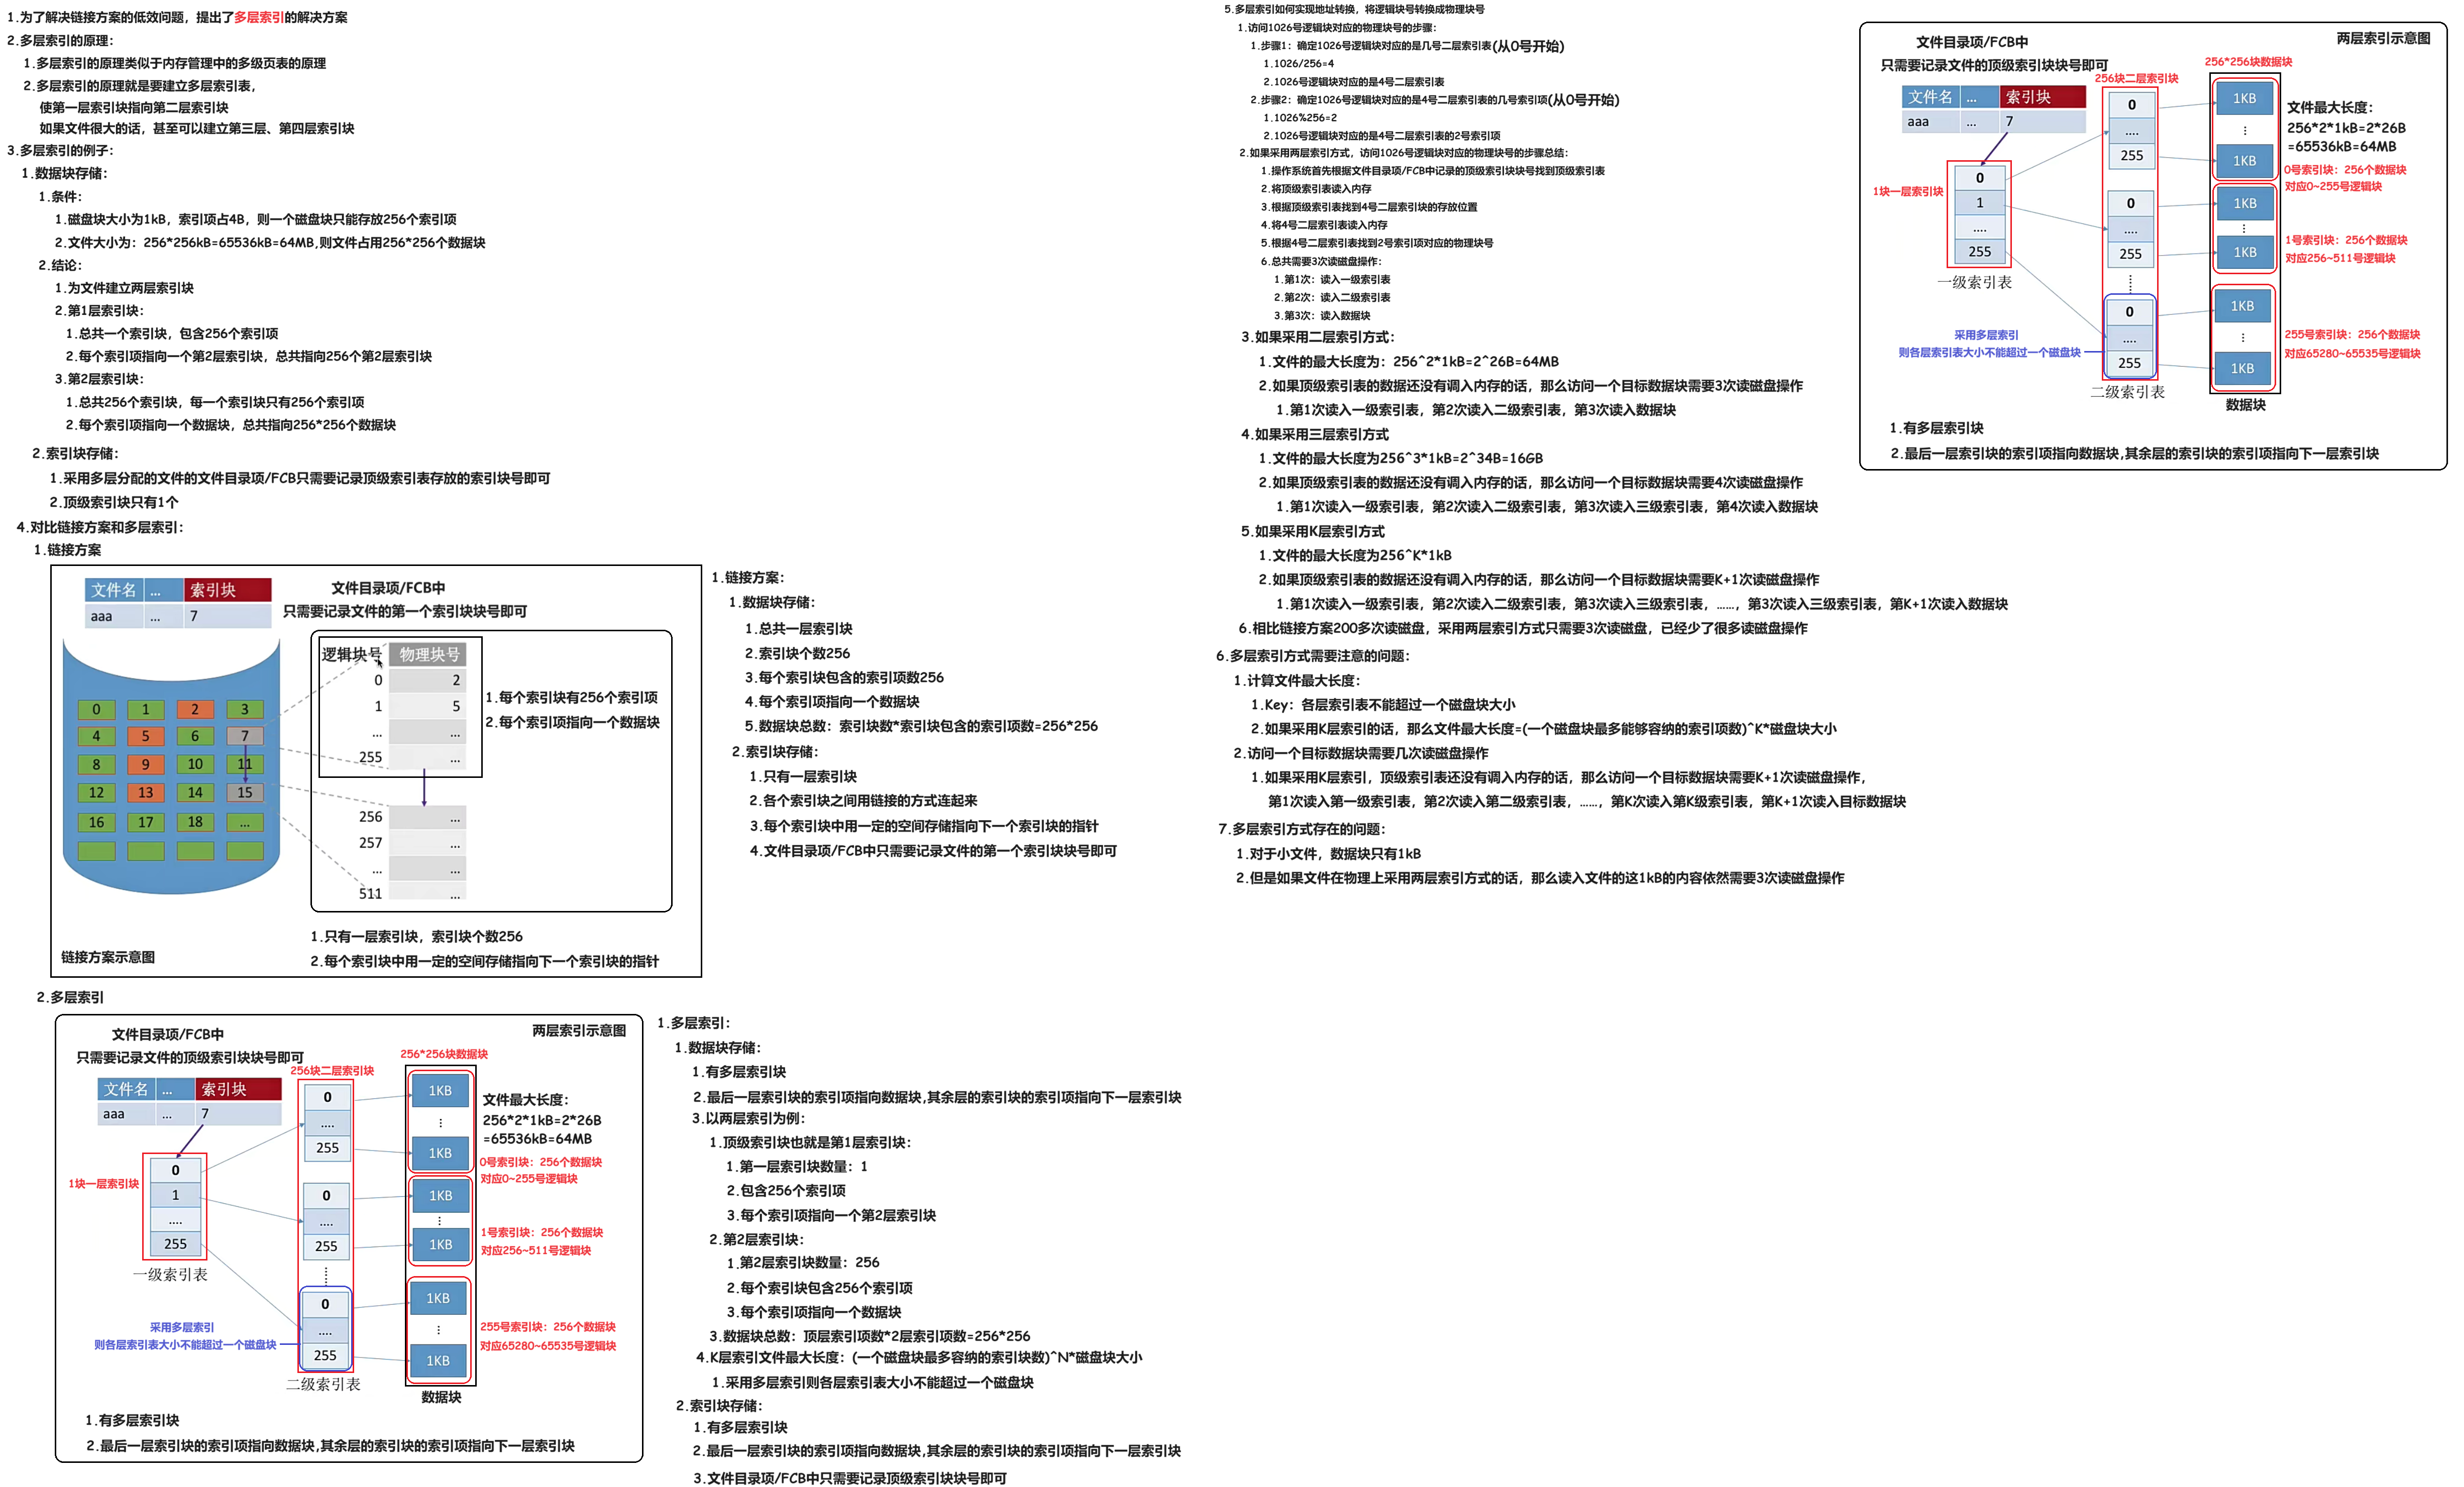 1.为了解决链接方案的低效问题，提出了多层索引的解决方案
2.多层索引的原理：
1.多层索引的原理类似于内存管理中的多级页表的原理
2.多层索引的原理就是要建立多层索引表，
使第一层索引块指向第二层索引块
如果文件很大的话，甚至可以建立第三层、第四层索引块
3.多层索引的例子：
1.数据块存储：
1.条件：
1.磁盘块大小为1kB，索引项占4B，则一个磁盘块只能存放256个索引项
2.文件大小为：256*256kB=65536kB=64MB,则文件占用256*256个数据块
2.结论：
1.为文件建立两层索引块
2.第1层索引块：
1.总共一个索引块，包含256个索引项
2.每个索引项指向一个第2层索引块，总共指向256个第2层索引块
3.第2层索引块：
1.总共256个索引块，每一个索引块只有256个索引项
2.每个索引项指向一个数据块，总共指向256*256个数据块
2.索引块存储：
1.采用多层分配的文件的文件目录项/FCB只需要记录顶级索引表存放的索引块号即可
2.顶级索引块只有1个
4.对比链接方案和多层索引：
1.链接方案
文件名 ... 索引块
aaa ... 7
文件目录项/FCB中
只需要记录文件的第一个索引块块号即可
0 1 2 3
4 5 6 7
8 9 10 11
12 13 14 15
16 17 18 ...
逻辑块号 物理块号
0 2
1 5
... ...
255 ...
256 ...
257 ...
... ...
511 ...
1.每个索引块有256个索引项
2.每个索引项指向一个数据块
1.只有一层索引块，索引块个数256
2.每个索引块中用一定的空间存储指向下一个索引块的指针
链接方案示意图
1.链接方案：
1.数据块存储：
1.总共一层索引块
2.索引块个数256
3.每个索引块包含的索引项数256
4.每个索引项指向一个数据块
5.数据块总数：索引块数*索引块包含的索引项数=256*256
2.索引块存储：
1.只有一层索引块
2.各个索引块之间用链接的方式连起来
3.每个索引块中用一定的空间存储指向下一个索引块的指针
4.文件目录项/FCB中只需要记录文件的第一个索引块块号即可
2.多层索引
文件目录项/FCB中
只需要记录文件的顶级索引块块号即可
两层索引示意图
文件名 ... 索引块
aaa ... 7
1块一层索引块
0
1
....
255
一级索引表
256块二层索引块
0
....
255
0
....
255
0
....
255
二级索引表
采用多层索引
则各层索引表大小不能超过一个磁盘块
256*256块数据块
1KB
1KB
1KB
1KB
1KB
1KB
数据块
文件最大长度：
256*2*1kB=2*26B
=65536kB=64MB
0号索引块：256个数据块
对应0~255号逻辑块
1号索引块：256个数据块
对应256~511号逻辑块
255号索引块：256个数据块
对应65280~65535号逻辑块
1.有多层索引块
2.最后一层索引块的索引项指向数据块,其余层的索引块的索引项指向下一层索引块
1.多层索引：
1.数据块存储：
1.有多层索引块
2.最后一层索引块的索引项指向数据块,其余层的索引块的索引项指向下一层索引块
3.以两层索引为例：
1.顶级索引块也就是第1层索引块：
1.第一层索引块数量：1
2.包含256个索引项
3.每个索引项指向一个第2层索引块
2.第2层索引块：
1.第2层索引块数量：256
2.每个索引块包含256个索引项
3.每个索引项指向一个数据块
3.数据块总数：顶层索引项数*2层索引项数=256*256
4.K层索引文件最大长度：(一个磁盘块最多容纳的索引块数)^N*磁盘块大小
1.采用多层索引则各层索引表大小不能超过一个磁盘块
2.索引块存储：
1.有多层索引块
2.最后一层索引块的索引项指向数据块,其余层的索引块的索引项指向下一层索引块
3.文件目录项/FCB中只需要记录顶级索引块块号即可
5.多层索引如何实现地址转换，将逻辑块号转换成物理块号
1.访问1026号逻辑块对应的物理块号的步骤：
1.步骤1：确定1026号逻辑块对应的是几号二层索引表(从0号开始)
1.1026/256=4
2.1026号逻辑块对应的是4号二层索引表
2.步骤2：确定1026号逻辑块对应的是4号二层索引表的几号索引项(从0号开始)
1.1026%256=2
2.1026号逻辑块对应的是4号二层索引表的2号索引项
2.如果采用两层索引方式，访问1026号逻辑块对应的物理块号的步骤总结：
1.操作系统首先根据文件目录项/FCB中记录的顶级索引块块号找到顶级索引表
2.将顶级索引表读入内存
3.根据顶级索引表找到4号二层索引块的存放位置
4.将4号二层索引表读入内存
5.根据4号二层索引表找到2号索引项对应的物理块号
6.总共需要3次读磁盘操作：
1.第1次：读入一级索引表
2.第2次：读入二级索引表
3.第3次：读入数据块
3.如果采用二层索引方式：
1.文件的最大长度为：256^2*1kB=2^26B=64MB
2.如果顶级索引表的数据还没有调入内存的话，那么访问一个目标数据块需要3次读磁盘操作
1.第1次读入一级索引表，第2次读入二级索引表，第3次读入数据块
4.如果采用三层索引方式
1.文件的最大长度为256^3*1kB=2^34B=16GB
2.如果顶级索引表的数据还没有调入内存的话，那么访问一个目标数据块需要4次读磁盘操作
1.第1次读入一级索引表，第2次读入二级索引表，第3次读入三级索引表，第4次读入数据块
5.如果采用K层索引方式
1.文件的最大长度为256^K*1kB
2.如果顶级索引表的数据还没有调入内存的话，那么访问一个目标数据块需要K+1次读磁盘操作
1.第1次读入一级索引表，第2次读入二级索引表，第3次读入三级索引表，……，第3次读入三级索引表，第K+1次读入数据块
6.相比链接方案200多次读磁盘，采用两层索引方式只需要3次读磁盘，已经少了很多读磁盘操作
6.多层索引方式需要注意的问题：
1.计算文件最大长度：
1.Key：各层索引表不能超过一个磁盘块大小
2.如果采用K层索引的话，那么文件最大长度=(一个磁盘块最多能够容纳的索引项数)^K*磁盘块大小
2.访问一个目标数据块需要几次读磁盘操作
1.如果采用K层索引，顶级索引表还没有调入内存的话，那么访问一个目标数据块需要K+1次读磁盘操作，
第1次读入第一级索引表，第2次读入第二级索引表，……，第K次读入第K级索引表，第K+1次读入目标数据块
7.多层索引方式存在的问题：
1.对于小文件，数据块只有1kB
2.但是如果文件在物理上采用两层索引方式的话，那么读入文件的这1kB的内容依然需要3次读磁盘操作
文件目录项/FCB中
只需要记录文件的顶级索引块块号即可
两层索引示意图
文件名 ... 索引块
aaa ... 7
1块一层索引块
0
1
....
255
一级索引表
256块二层索引块
0
....
255
0
....
255
0
....
255
二级索引表
采用多层索引
则各层索引表大小不能超过一个磁盘块
256*256块数据块
1KB
1KB
1KB
1KB
1KB
1KB
数据块
文件最大长度：
256*2*1kB=2*26B
=65536kB=64MB
0号索引块：256个数据块
对应0~255号逻辑块
1号索引块：256个数据块
对应256~511号逻辑块
255号索引块：256个数据块
对应65280~65535号逻辑块
1.有多层索引块
2.最后一层索引块的索引项指向数据块,其余层的索引块的索引项指向下一层索引块